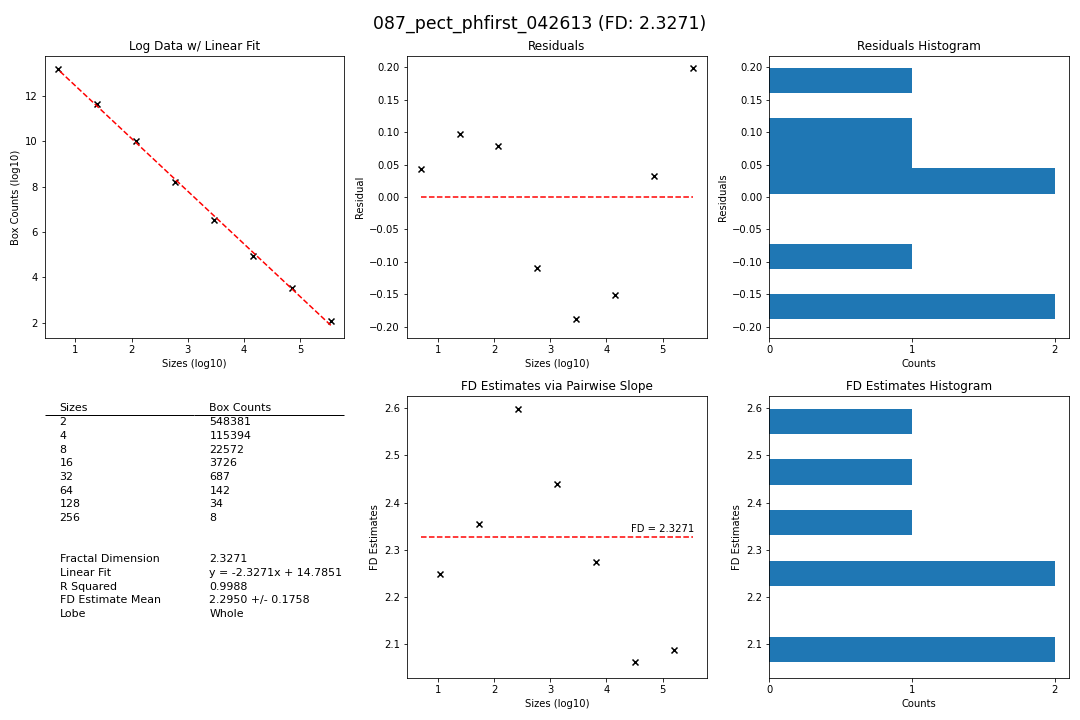 087_pect_phfirst_042613 (FD: 2.3271)
Log Data w/ Linear Fit
Box Counts (log10)
12
10
8
6
4
2
1 2 3 4 5
Sizes (log10)
Residuals
Residual
0.20
0.15
0.10
0.05
0.00
−0.05
−0.10
−0.15
−0.20
1 2 3 4 5
Sizes (log10)
Residuals Histogram
Residuals
0.20
0.15
0.10
0.05
0.00
−0.05
−0.10
−0.15
−0.20
0 1 2
Counts
Sizes Box Counts
2 548381
4 115394
8 22572
16 3726
32 687
64 142
128 34
256 8
Fractal Dimension 2.3271
Linear Fit y = -2.3271x + 14.7851
R Squared 0.9988
FD Estimate Mean 2.2950 +/- 0.1758
Lobe Whole
FD Estimates via Pairwise Slope
FD Estimates
2.6
2.5
2.4
2.3
2.2
2.1
FD = 2.3271
1 2 3 4 5
Sizes (log10)
FD Estimates Histogram
FD Estimates
2.6
2.5
2.4
2.3
2.2
2.1
0 1 2
Counts